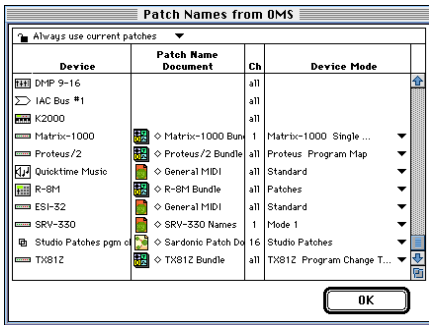 Patch Names from OMS
Always use current patches
Device Patch Name Document Ch Device Mode
DMP 9-16 all
IAC Bus #1 all
K2000 all
Matrix-1000 ◇ Matrix-1000 Bun 1 Matrix-1000 Single ...
Proteus/2 ◇ Proteus/2 Bundle all Proteus Program Map
Quicktime Music ◇ General MIDI all Standard
R-8M ◇ R-8M Bundle all Patches
ESI-32 ◇ General MIDI all Standard
SRV-330 ◇ SRV-330 Names 1 Mode 1
Studio Patches pgm cl ◇ Sardonic Patch Do 16 Studio Patches
TX81Z ◇ TX81Z Bundle all TX81Z Program Change T...
OK